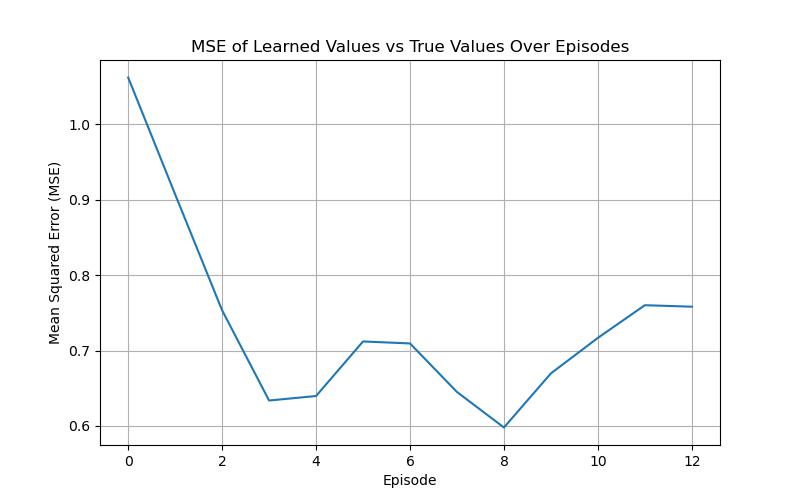 MSE of Learned Values vs True Values Over Episodes
Mean Squared Error (MSE)
1.0
0.9
0.8
0.7
0.6
0 2 4 6 8 10 12
Episode